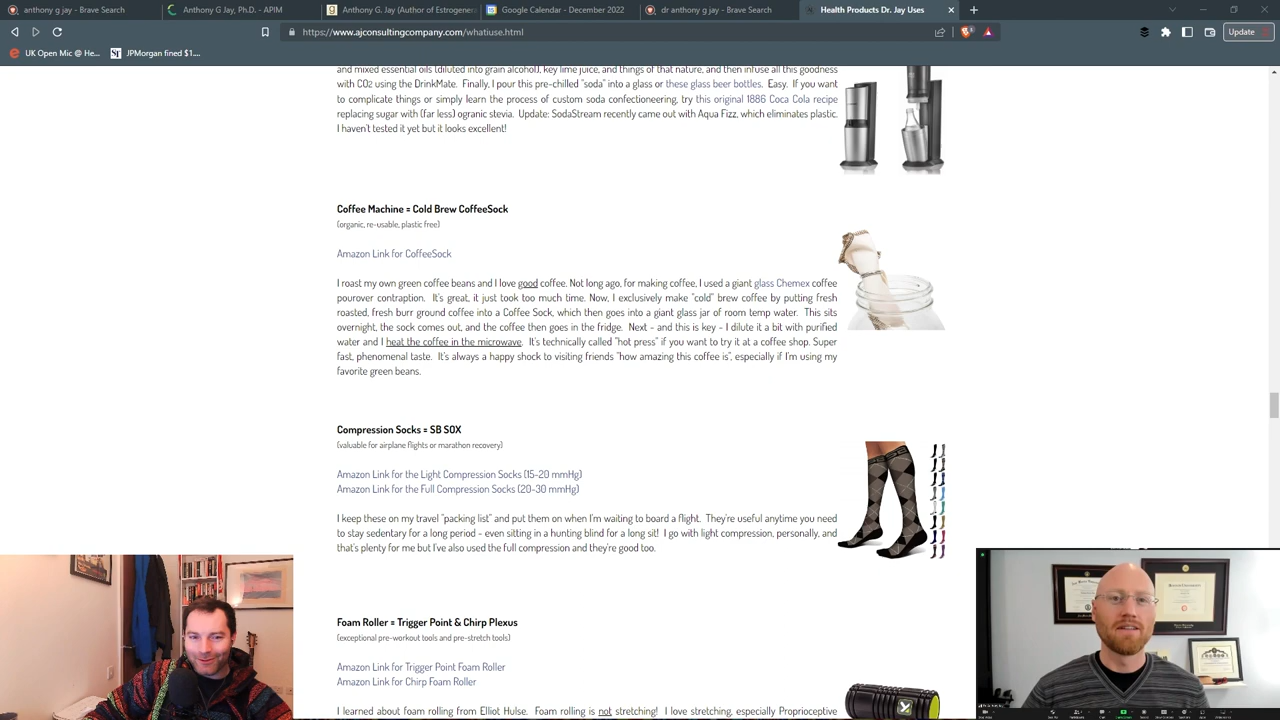 anthony g jay - Brave Search
Anthony G Jay, Ph.D. - APIM
Anthony G. Jay (Author of Estrogene
Google Calendar - December 2022
dr anthony g jay - Brave Search
Health Products Dr. Jay Uses
https://www.ajconsultingcompany.com/whatiuse.html
Update
UK Open Mic @ He...
JPMorgan fined $1....
and mixed essential oils (diluted into grain alcohol), key lime juice, and things of that nature, and then infuse all this goodness
with CO2 using the DrinkMate. Finally, I pour this pre-chilled "soda" into a glass or these glass beer bottles. Easy. If you want
to complicate things or simply learn the process of custom soda confectioneering, try this original 1886 Coca Cola recipe
replacing sugar with (far less) ogranic stevia. Update: SodaStream recently came out with Aqua Fizz, which eliminates plastic,
I haven't tested it yet but it looks excellent!
Coffee Machine = Cold Brew CoffeeSock
(organic, re-usable, plastic free)
Amazon Link for CoffeeSock
I roast my own green coffee beans and I love good coffee. Not long ago, for making coffee, I used a giant glass Chemex coffee
pourover contraption. It's great, it just took too much time. Now, I exclusively make "cold" brew coffee by putting fresh
roasted, fresh burr ground coffee into a Coffee Sock, which then goes into a giant glass jar of room temp water. This sits
overnight, the sock comes out, and the coffee then goes in the fridge. Next - and this is key - I dilute it a bit with purified
water and I heat the coffee in the microwave. It's technically called "hot press" if you want to try it at a coffee shop. Super
fast, phenomenal taste. It's always a happy shock to visiting friends "how amazing this coffee is", especially if I'm using my
favorite green beans.
Compression Socks = SB SOX
(valuable for airplane flights or marathon recovery)
Amazon Link for the Light Compression Socks (15-20 mmHg)
Amazon Link for the Full Compression Socks (20-30 mmHg)
I keep these on my travel "packing list" and put them on when I'm waiting to board a flight. They're useful anytime you need
to stay sedentary for a long period - even sitting in a hunting blind for a long sit! I go with light compression, personally, and
that's plenty for me but I've also used the full compression and they're good too.
Foam Roller = Trigger Point & Chirp Plexus
(exceptional pre-workout tools and pre-stretch tools)
Amazon Link for Trigger Point Foam Roller
Amazon Link for Chirp Foam Roller
I learned about foam rolling from Elliot Hulse. Foam rolling is not stretching! I love stretching, especially Proprioceptive